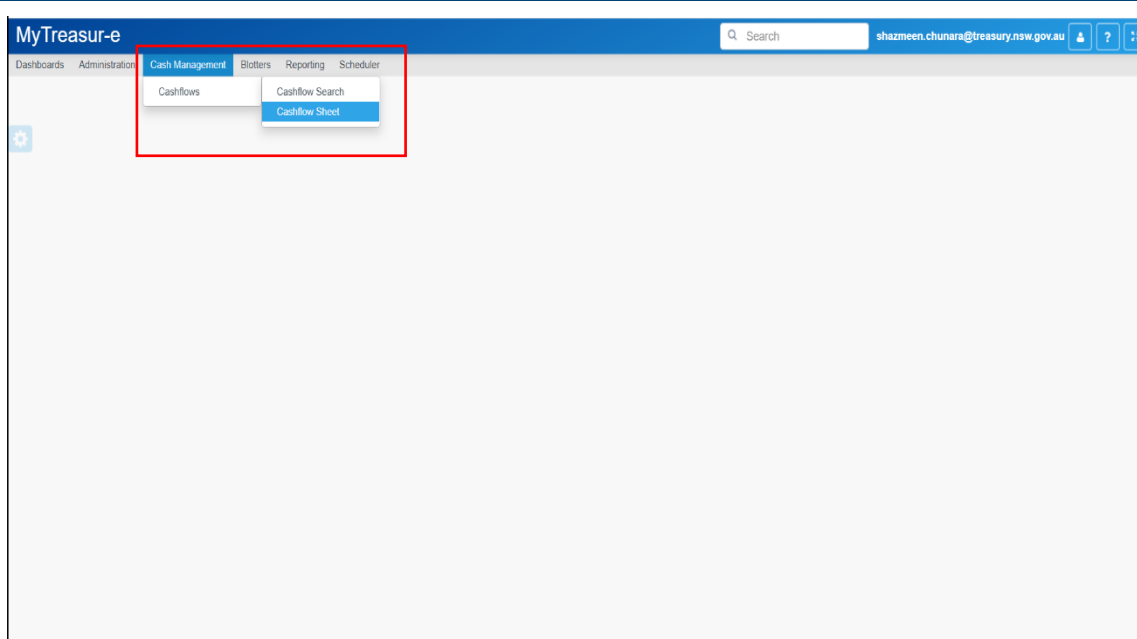 MyTreasur-e
Search
shazmeen.chunara@treasury.nsw.gov.au
?
Dashboards Administration Cash Management Blotters Reporting Scheduler
Cashflows
Cashflow Search
Cashflow Sheet